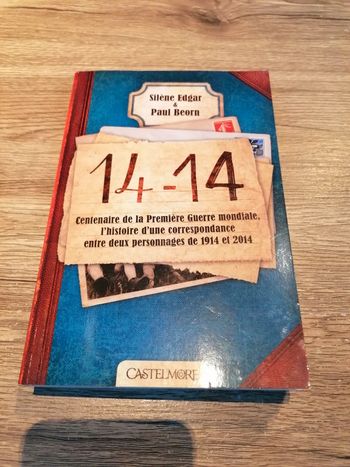 Silène Edgar
&
Paul Beorn
14-14
Centenaire de la Première Guerre mondiale,
l'histoire d'une correspondance
entre deux personnages de 1914 et 2014
CASTELMORE